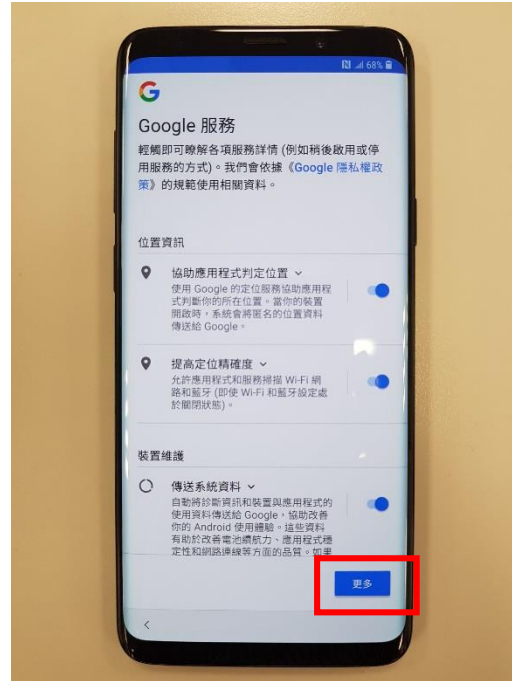 68%
G
Google 服務
輕觸即可瞭解各項服務詳情 (例如稍後啟用或停
用服務的方式)。我們會依據《Google 隱私權政
策》的規範使用相關資料。
位置資訊
協助應用程式判定位置
使用 Google 的定位服務協助應用程
式判斷你的所在位置。當你的裝置
開啟時，系統會將匿名的位置資料
傳送給 Google。
提高定位精確度
允許應用程式和服務掃描 Wi-Fi 網
路和藍牙 (即使 Wi-Fi 和藍牙設定處
於關閉狀態)。
裝置維護
傳送系統資料
自動將診斷資訊和裝置與應用程式的
使用資料傳送給 Google，協助改善
你的 Android 使用體驗。這些資料
有助於改善電池續航力、應用程式穩
定性和網路連線等方面的品質。如果
更多